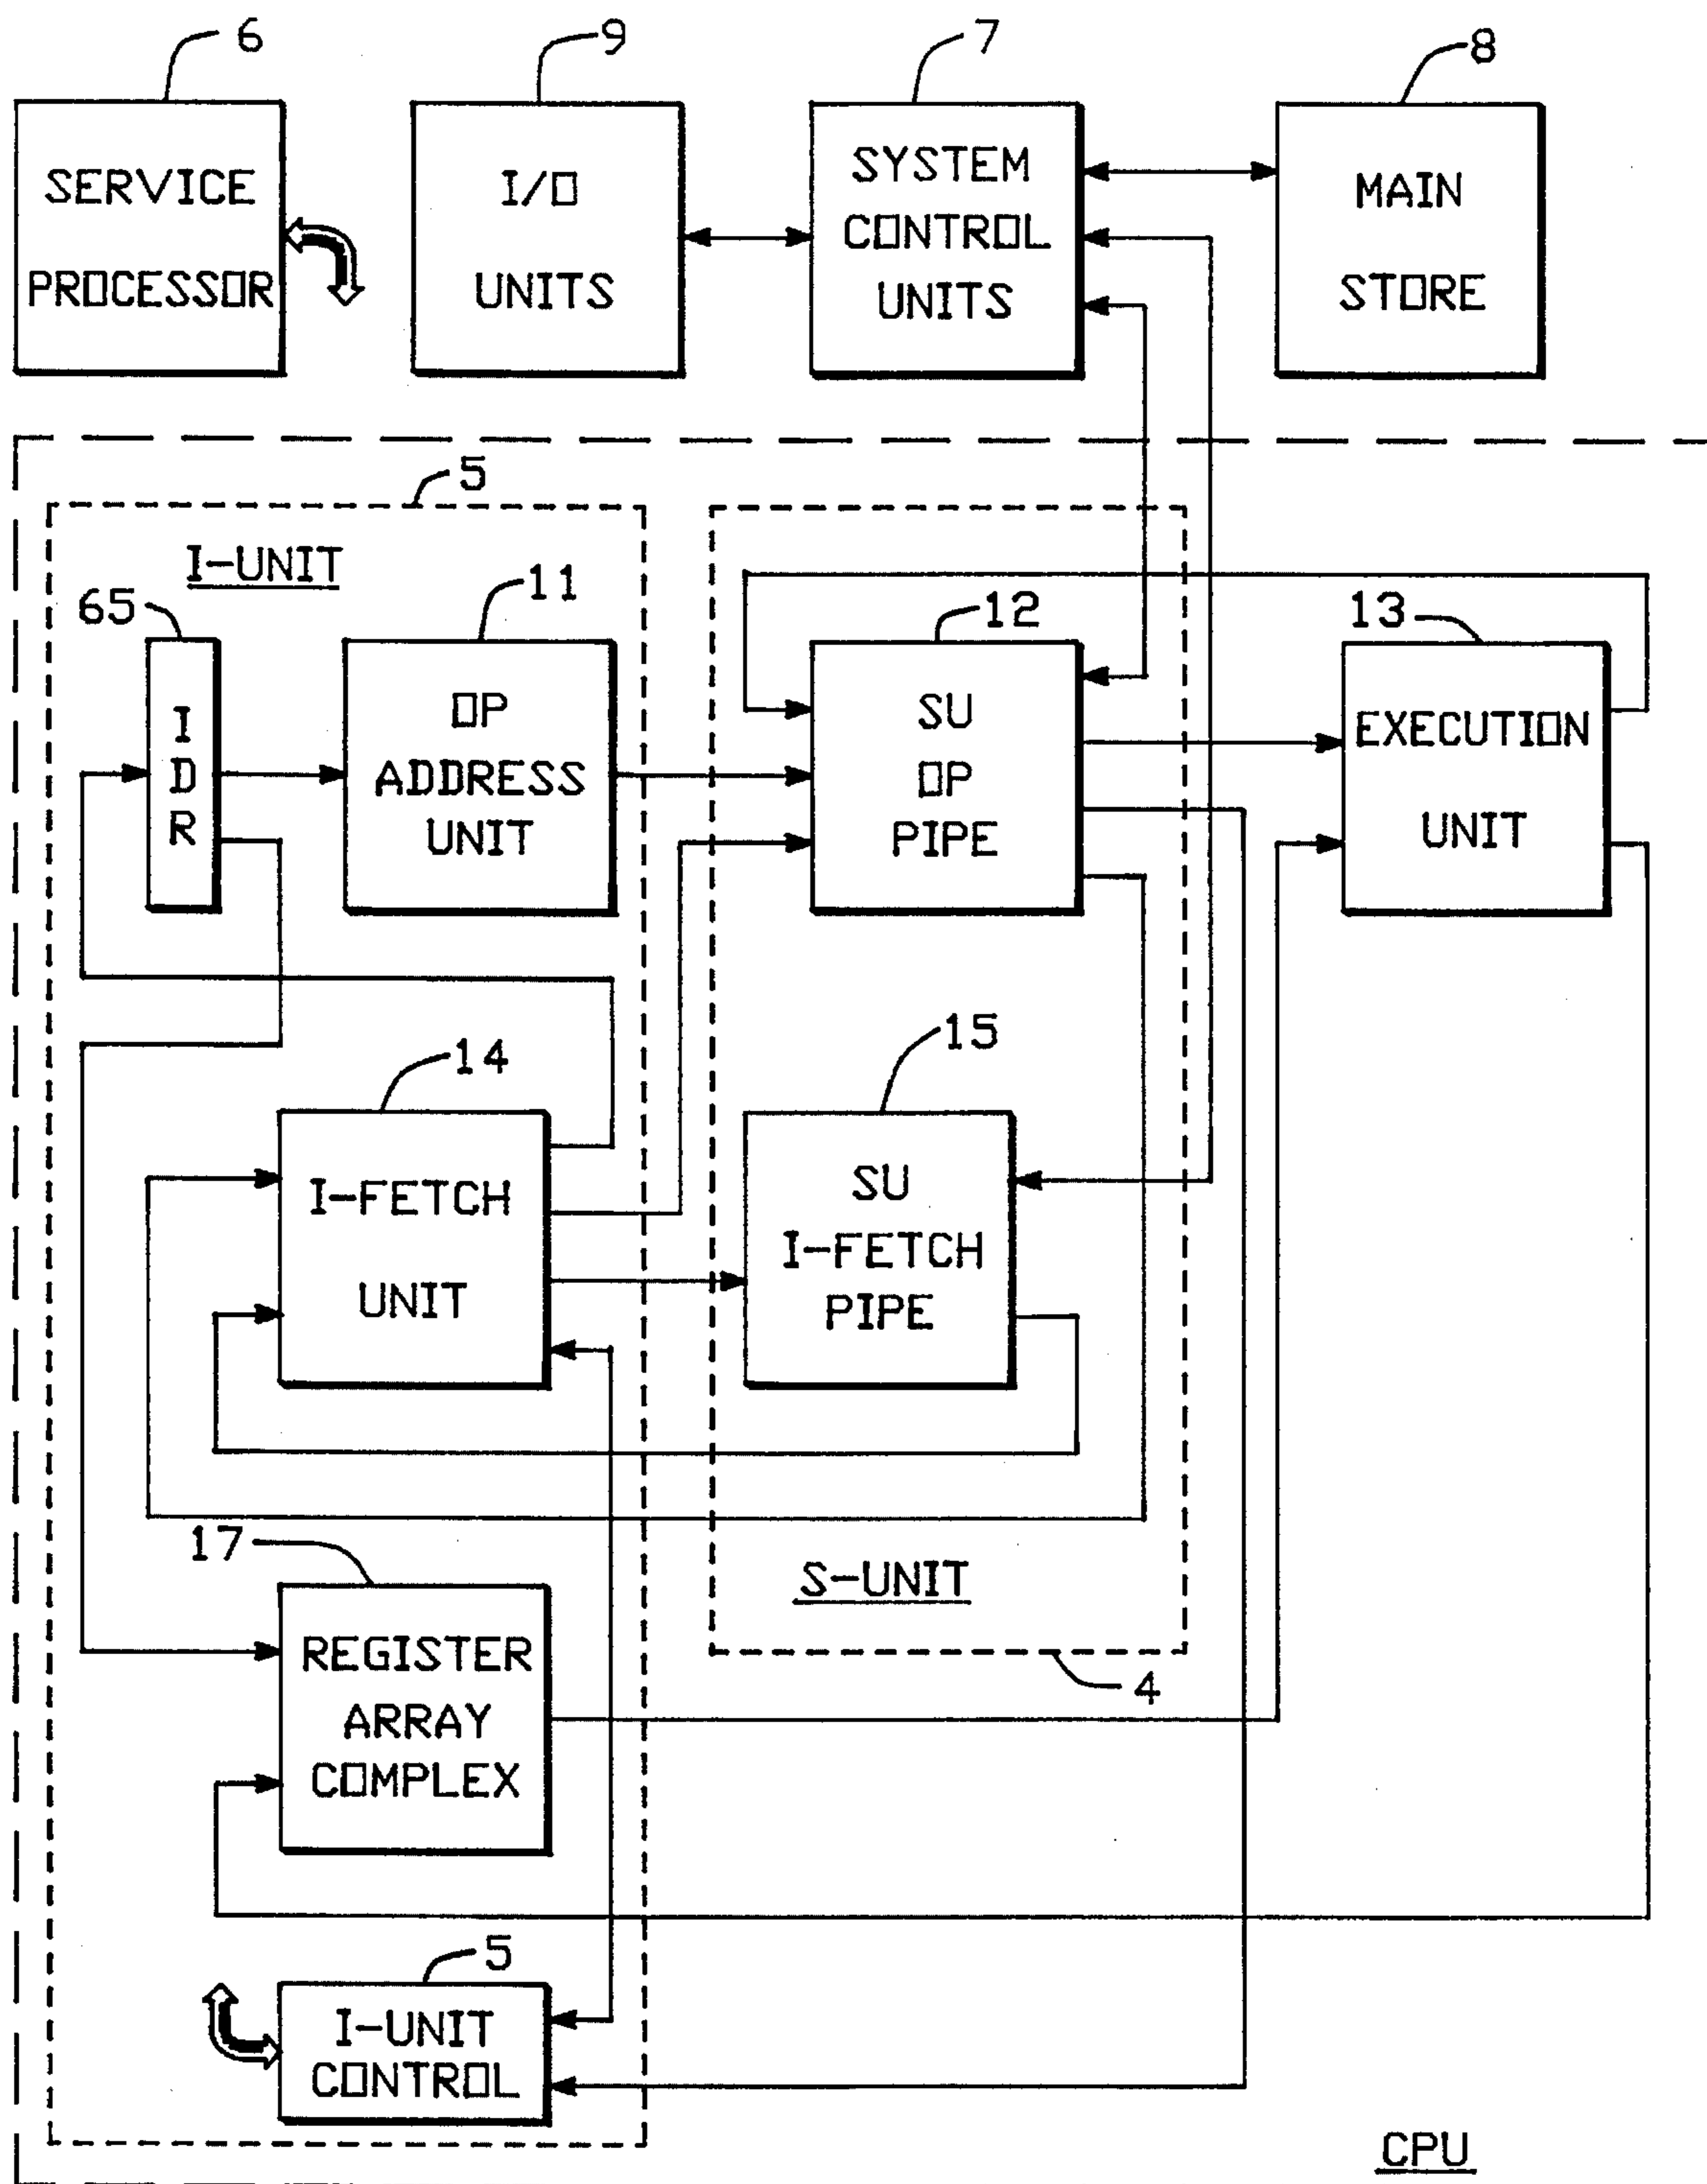 6
9
7
8
SERVICE
PROCESSOR
I/O
UNITS
SYSTEM
CONTROL
UNITS
MAIN
STORE
5
I-UNIT
65
11
12
13
I
D
R
OP
ADDRESS
UNIT
SU
OP
PIPE
EXECUTION
UNIT
14
15
I-FETCH
UNIT
SU
I-FETCH
PIPE
17
S-UNIT
4
REGISTER
ARRAY
COMPLEX
5
I-UNIT
CONTROL
CPU